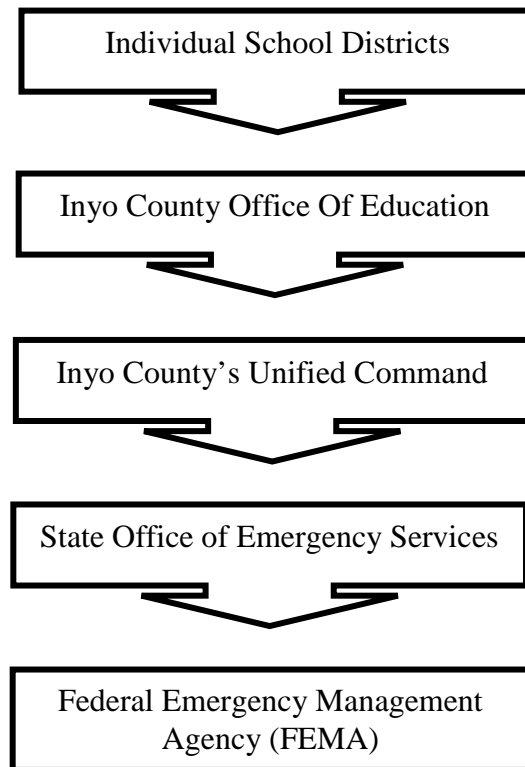 Individual School Districts
Inyo County Office Of Education
Inyo County’s Unified Command
State Office of Emergency Services
Federal Emergency Management
Agency (FEMA)